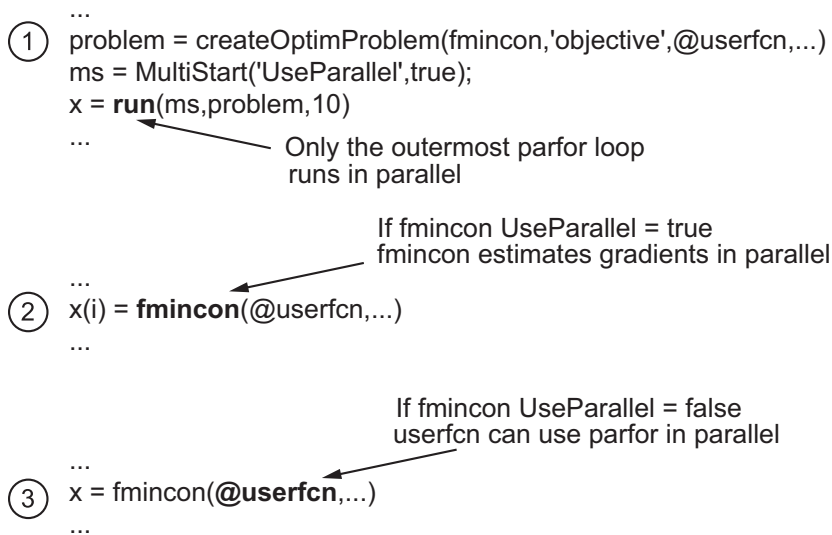 ...
1 problem = createOptimProblem(fmincon,'objective',@userfcn,...)
ms = MultiStart('UseParallel',true);
x = run(ms,problem,10)
...
Only the outermost parfor loop
runs in parallel
If fmincon UseParallel = true
fmincon estimates gradients in parallel
...
2 x(i) = fmincon(@userfcn,...)
...
If fmincon UseParallel = false
userfcn can use parfor in parallel
...
3 x = fmincon(@userfcn,...)
...